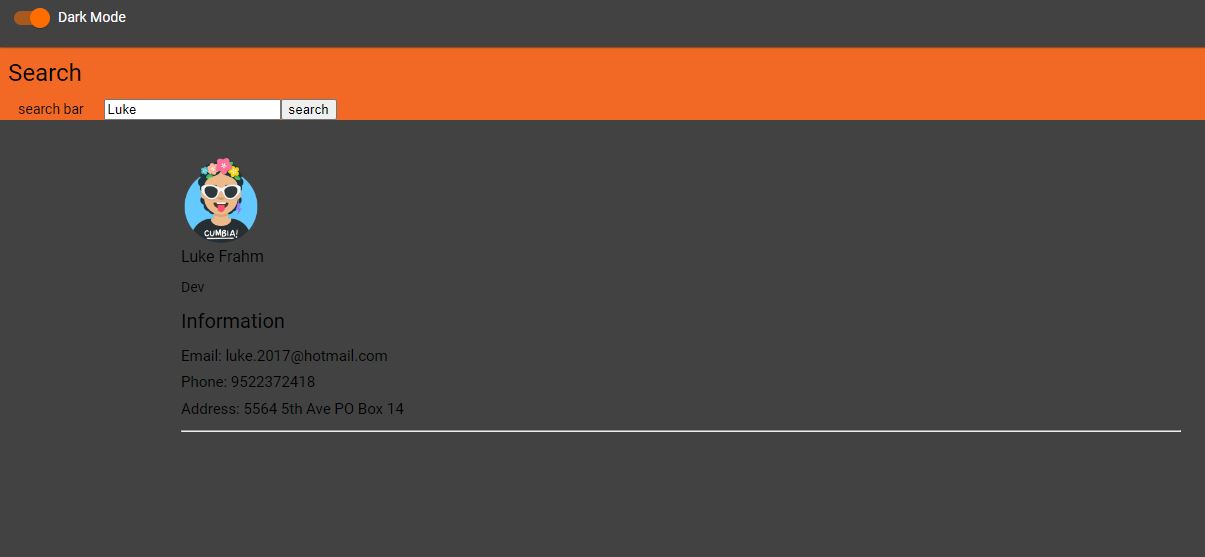 Dark Mode
Search
search bar Luke search
CUMBIA!
Luke Frahm
Dev
Information
Email: luke.2017@hotmail.com
Phone: 9522372418
Address: 5564 5th Ave PO Box 14